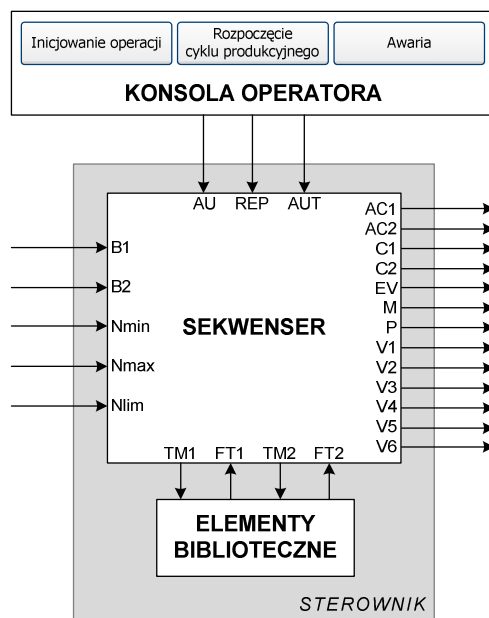 Inicjowanie operacji
Rozpoczęcie
cyklu produkcyjnego
Awaria
KONSOLA OPERATORA
AU REP AUT
B1
B2
Nmin
Nmax
Nlim
SEKWENSER
AC1
AC2
C1
C2
EV
M
P
V1
V2
V3
V4
V5
V6
TM1 FT1 TM2 FT2
ELEMENTY
BIBLIOTECZNE
STEROWNIK